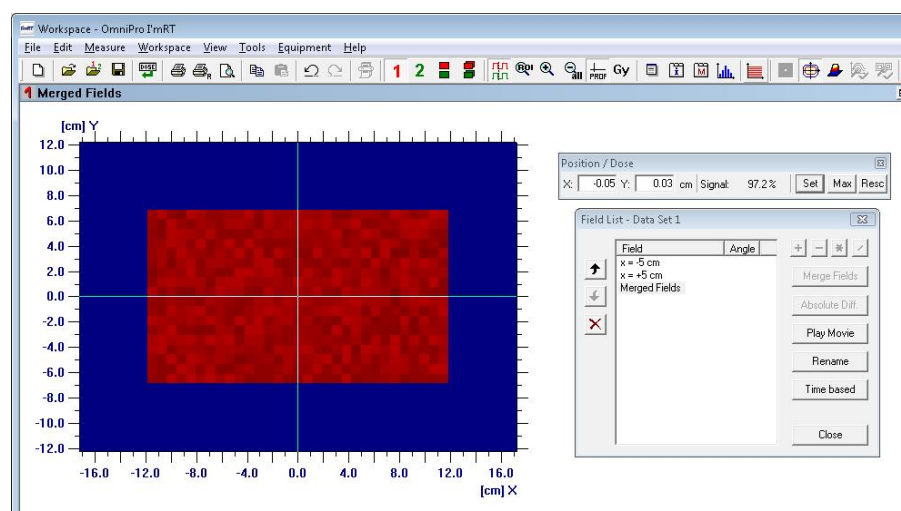 Workspace - OmniPro I'mRT
File Edit Measure Workspace View Tools Equipment Help
1 2 ROI all PROF Gy I M
1 Merged Fields
[cm] Y
12.0
10.0
8.0
6.0
4.0
2.0
0.0
-2.0
-4.0
-6.0
-8.0
-10.0
-12.0
-16.0 -12.0 -8.0 -4.0 0.0 4.0 8.0 12.0 16.0
[cm] X
Position / Dose
X: -0.05 Y: 0.03 cm Signal: 97.2 % Set Max Resc
Field List - Data Set 1
Field Angle
x = -5 cm
x = +5 cm
Merged Fields
+ - * /
Merge Fields
Absolute Diff.
Play Movie
Rename
Time based
Close